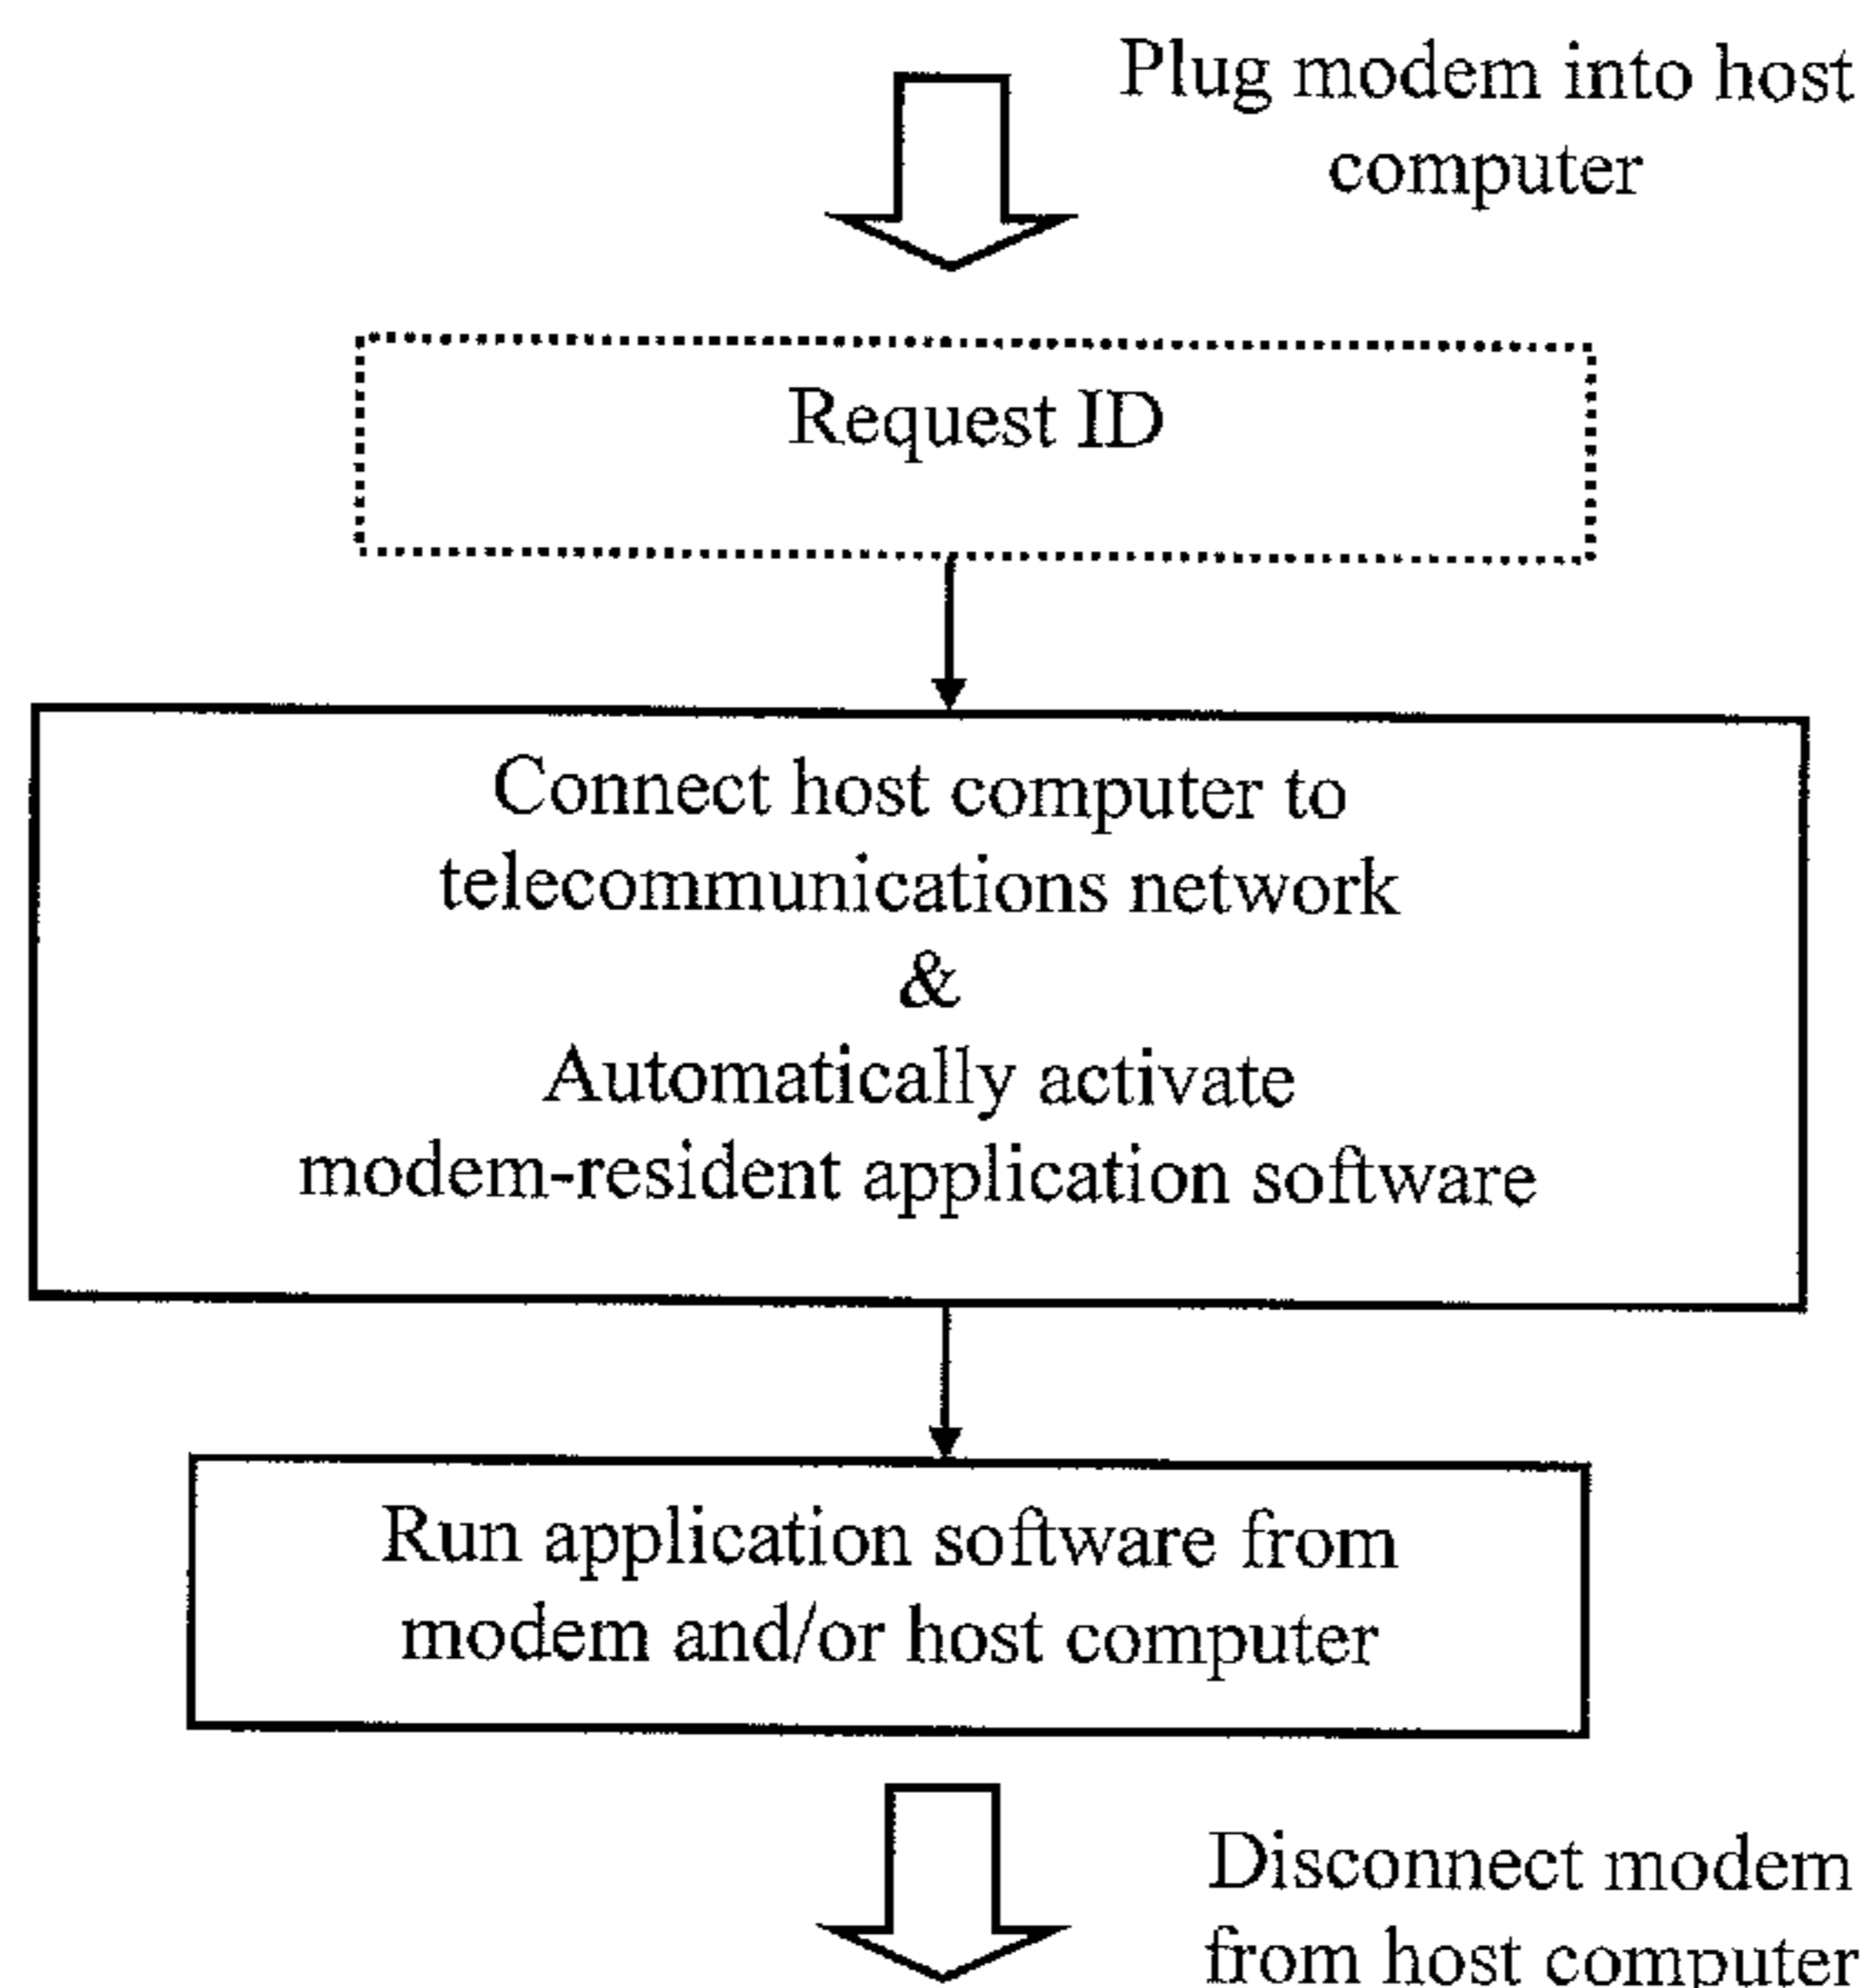 Plug modem into host
computer
Request ID
Connect host computer to
telecommunications network
&
Automatically activate
modem-resident application software
Run application software from
modem and/or host computer
Disconnect modem
from host computer